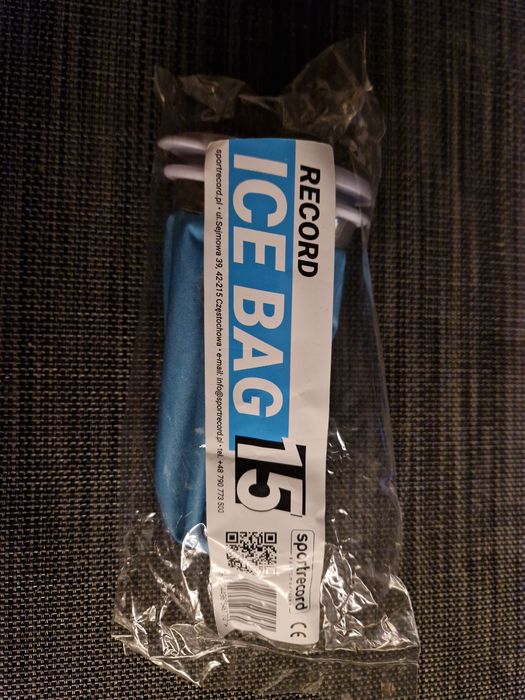 RECORD
ICE BAG 15
sportrecord.pl • ul.Sejmowa 39, 42-215 Częstochowa • e-mail: info@sportrecord.pl • tel. +48 790 773 500
sportrecord
CE